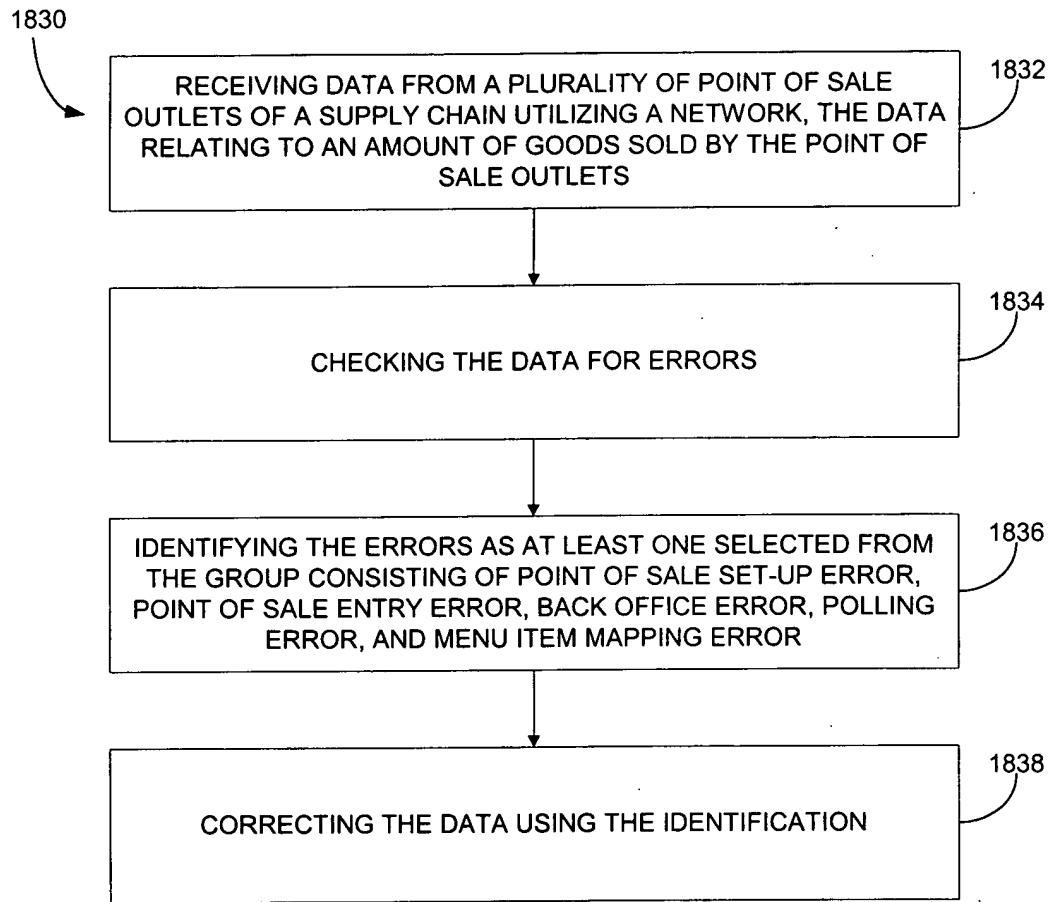 1830
RECEIVING DATA FROM A PLURALITY OF POINT OF SALE
OUTLETS OF A SUPPLY CHAIN UTILIZING A NETWORK, THE DATA
RELATING TO AN AMOUNT OF GOODS SOLD BY THE POINT OF
SALE OUTLETS
1832
CHECKING THE DATA FOR ERRORS
1834
IDENTIFYING THE ERRORS AS AT LEAST ONE SELECTED FROM
THE GROUP CONSISTING OF POINT OF SALE SET-UP ERROR,
POINT OF SALE ENTRY ERROR, BACK OFFICE ERROR, POLLING
ERROR, AND MENU ITEM MAPPING ERROR
1836
CORRECTING THE DATA USING THE IDENTIFICATION
1838